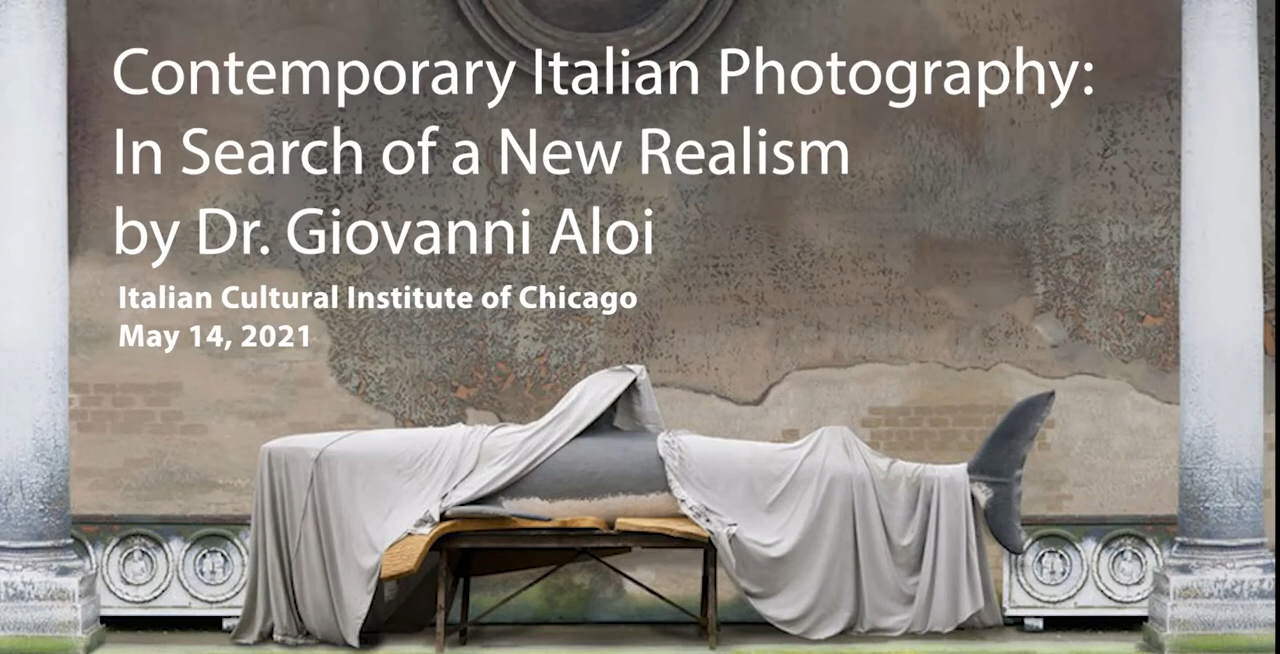 Contemporary Italian Photography:
In Search of a New Realism
by Dr. Giovanni Aloi
Italian Cultural Institute of Chicago
May 14, 2021